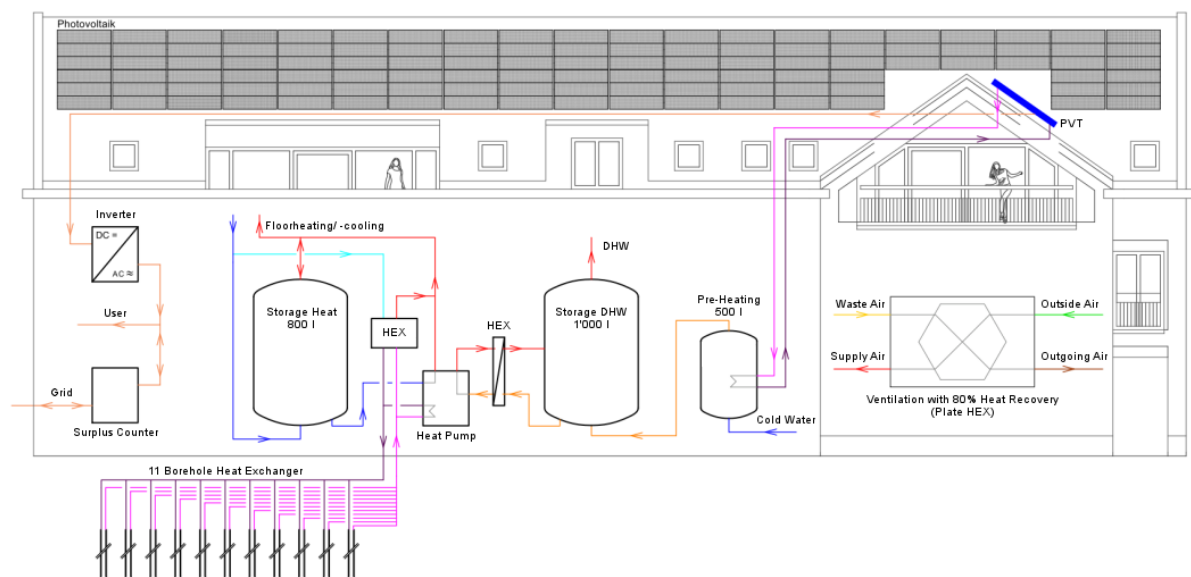 Photovoltaik
PVT
Inverter
DC =
AC ≈
Floorheating/ -cooling
DHW
User
Storage Heat
800 l
HEX
HEX
Storage DHW
1'000 l
Pre-Heating
500 l
Waste Air
Outside Air
Supply Air
Outgoing Air
Grid
Surplus Counter
Heat Pump
Cold Water
Ventilation with 80% Heat Recovery
(Plate HEX)
11 Borehole Heat Exchanger